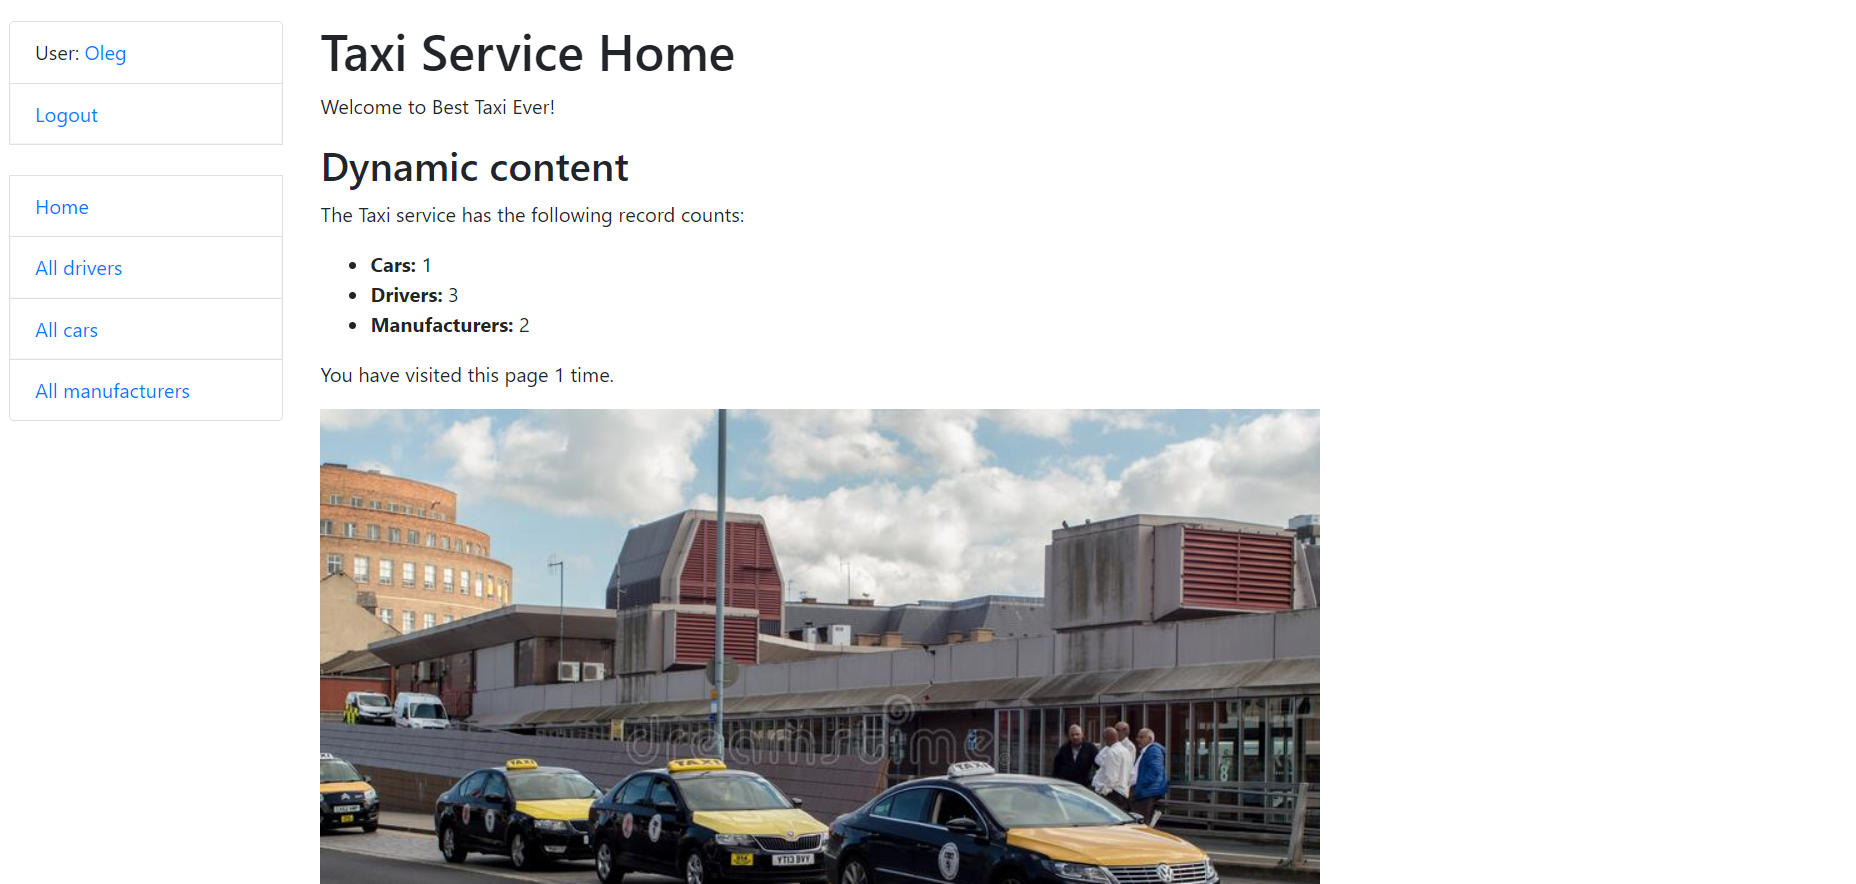 User: Oleg
Logout
Home
All drivers
All cars
All manufacturers
Taxi Service Home
Welcome to Best Taxi Ever!
Dynamic content
The Taxi service has the following record counts:
Cars: 1
Drivers: 3
Manufacturers: 2
You have visited this page 1 time.
dreamstime
TAXI
TAXI
TAXI
8
YT13 BVY